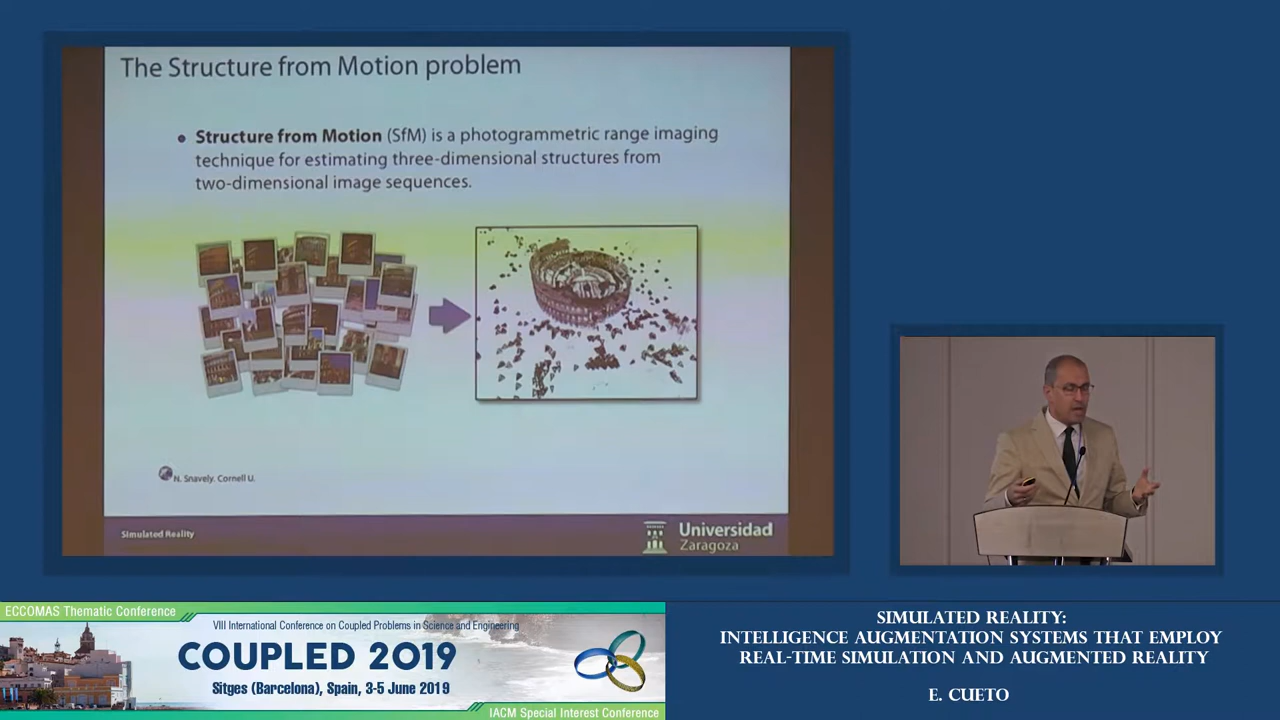 The Structure from Motion problem
• Structure from Motion (SfM) is a photogrammetric range imaging
technique for estimating three-dimensional structures from
two-dimensional image sequences.
N. Snavely. Cornell U.
Simulated Reality
Universidad
Zaragoza
ECCOMAS Thematic Conference
VIII International Conference on Coupled Problems in Science and Engineering
COUPLED 2019
Sitges (Barcelona), Spain, 3-5 June 2019
IACM Special Interest Conference
SIMULATED REALITY:
INTELLIGENCE AUGMENTATION SYSTEMS THAT EMPLOY
REAL-TIME SIMULATION AND AUGMENTED REALITY
E. CUETO